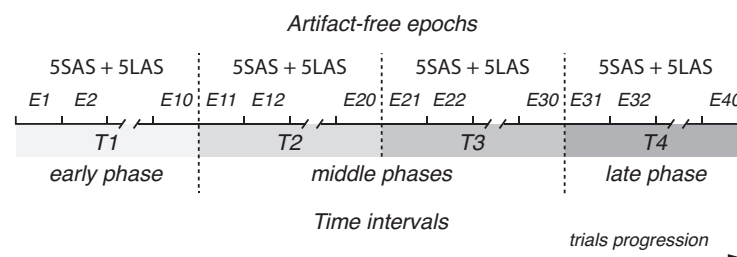 Artifact-free epochs
5SAS + 5LAS 5SAS + 5LAS 5SAS + 5LAS 5SAS + 5LAS
E1 E2 E10 E11 E12 E20 E21 E22 E30 E31 E32 E40
T1 T2 T3 T4
early phase middle phases late phase
Time intervals
trials progression